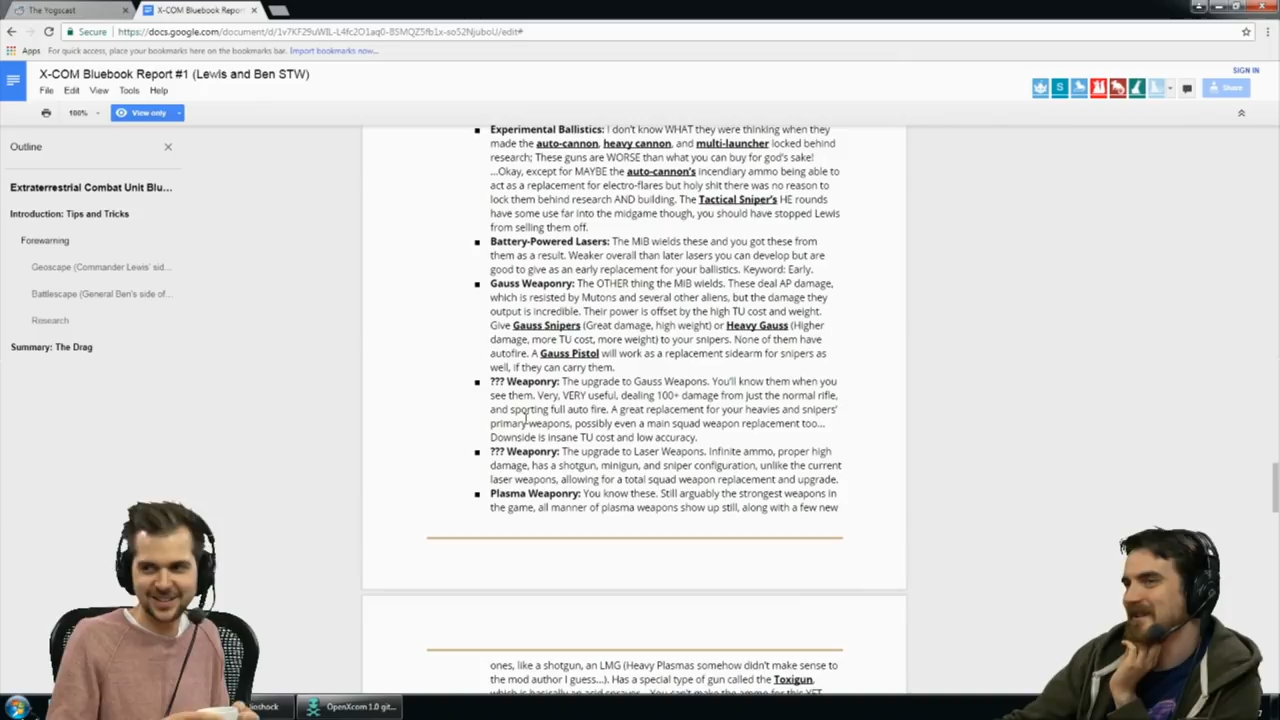 The Yogscast
X-COM Bluebook Report
Secure
https://docs.google.com/document/d/1v7KF29uWIL-L4fc2O1aq0-8SMQZ5fb1x-so52NjuboU/edit#
Apps For quick access, place your bookmarks here on the bookmarks bar. Import bookmarks now...
X-COM Bluebook Report #1 (Lewis and Ben STW)
SIGN IN
File Edit View Tools Help
Share
100% View only
Outline
Extraterrestrial Combat Unit Blu...
Introduction: Tips and Tricks
Forewarning
Geoscape (Commander Lewis' sid...
Battlescape (General Ben's side of...
Research
Summary: The Drag
Experimental Ballistics: I don't know WHAT they were thinking when they
made the auto-cannon, heavy cannon, and multi-launcher locked behind
research; These guns are WORSE than what you can buy for god's sake!
...Okay, except for MAYBE the auto-cannon's incendiary ammo being able to
act as a replacement for electro-flares but holy shit there was no reason to
lock them behind research AND building. The Tactical Sniper's HE rounds
have some use far into the midgame though, you should have stopped Lewis
from selling them off.
Battery-Powered Lasers: The MiB wields these and you got these from
them as a result. Weaker overall than later lasers you can develop but are
good to give as an early replacement for your ballistics. Keyword: Early.
Gauss Weaponry: The OTHER thing the MiB wields. These deal AP damage,
which is resisted by Mutons and several other aliens, but the damage they
output is incredible. Their power is offset by the high TU cost and weight.
Give Gauss Snipers (Great damage, high weight) or Heavy Gauss (Higher
damage, more TU cost, more weight) to your snipers. None of them have
autofire. A Gauss Pistol will work as a replacement sidearm for snipers as
well, if they can carry them.
??? Weaponry: The upgrade to Gauss Weapons. You'll know them when you
see them. Very, VERY useful, dealing 100+ damage from just the normal rifle,
and sporting full auto fire. A great replacement for your heavies and snipers'
primary weapons, possibly even a main squad weapon replacement too...
Downside is insane TU cost and low accuracy.
??? Weaponry: The upgrade to Laser Weapons. Infinite ammo, proper high
damage, has a shotgun, minigun, and sniper configuration, unlike the current
laser weapons, allowing for a total squad weapon replacement and upgrade.
Plasma Weaponry: You know these. Still arguably the strongest weapons in
the game, all manner of plasma weapons show up still, along with a few new
ones, like a shotgun, an LMG (Heavy Plasmas somehow didn't make sense to
the mod author I guess...). Has a special type of gun called the Toxigun,
which is basically an acid sprayer... You can't make the ammo for this YET
OpenXcom 1.0 git...